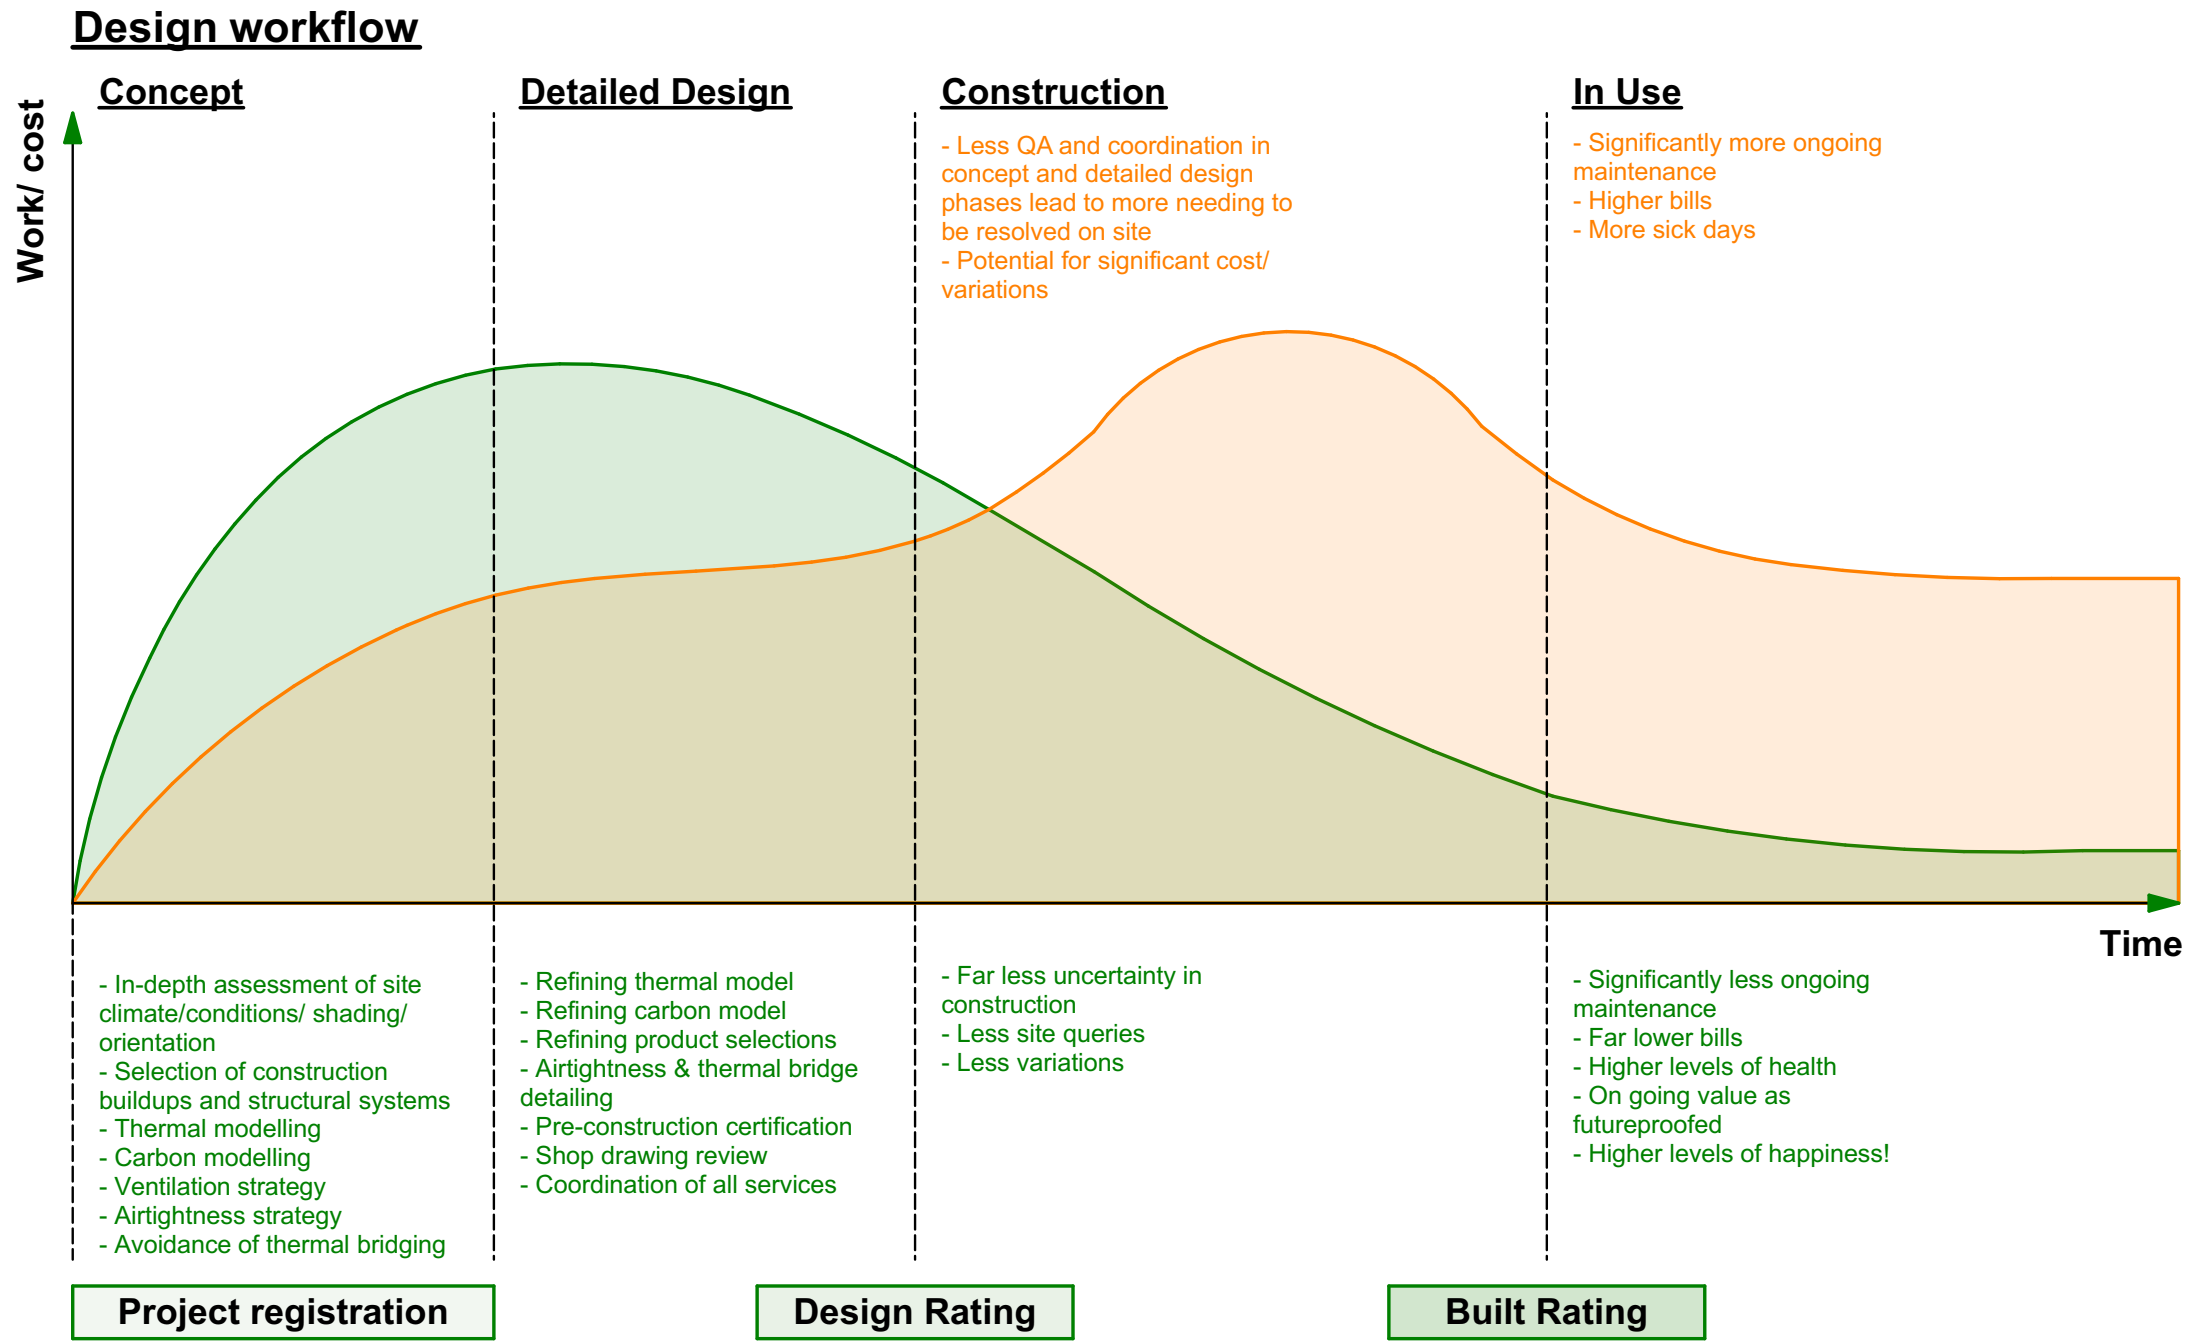 Design workflow
Concept
Detailed Design
Construction
In Use
Work/ cost
- Less QA and coordination in
concept and detailed design
phases lead to more needing to
be resolved on site
- Potential for significant cost/
variations
- Significantly more ongoing
maintenance
- Higher bills
- More sick days
Time
- In-depth assessment of site
climate/conditions/ shading/
orientation
- Selection of construction
buildups and structural systems
- Thermal modelling
- Carbon modelling
- Ventilation strategy
- Airtightness strategy
- Avoidance of thermal bridging
- Refining thermal model
- Refining carbon model
- Refining product selections
- Airtightness & thermal bridge
detailing
- Pre-construction certification
- Shop drawing review
- Coordination of all services
- Far less uncertainty in
construction
- Less site queries
- Less variations
- Significantly less ongoing
maintenance
- Far lower bills
- Higher levels of health
- On going value as
futureproofed
- Higher levels of happiness!
Project registration
Design Rating
Built Rating